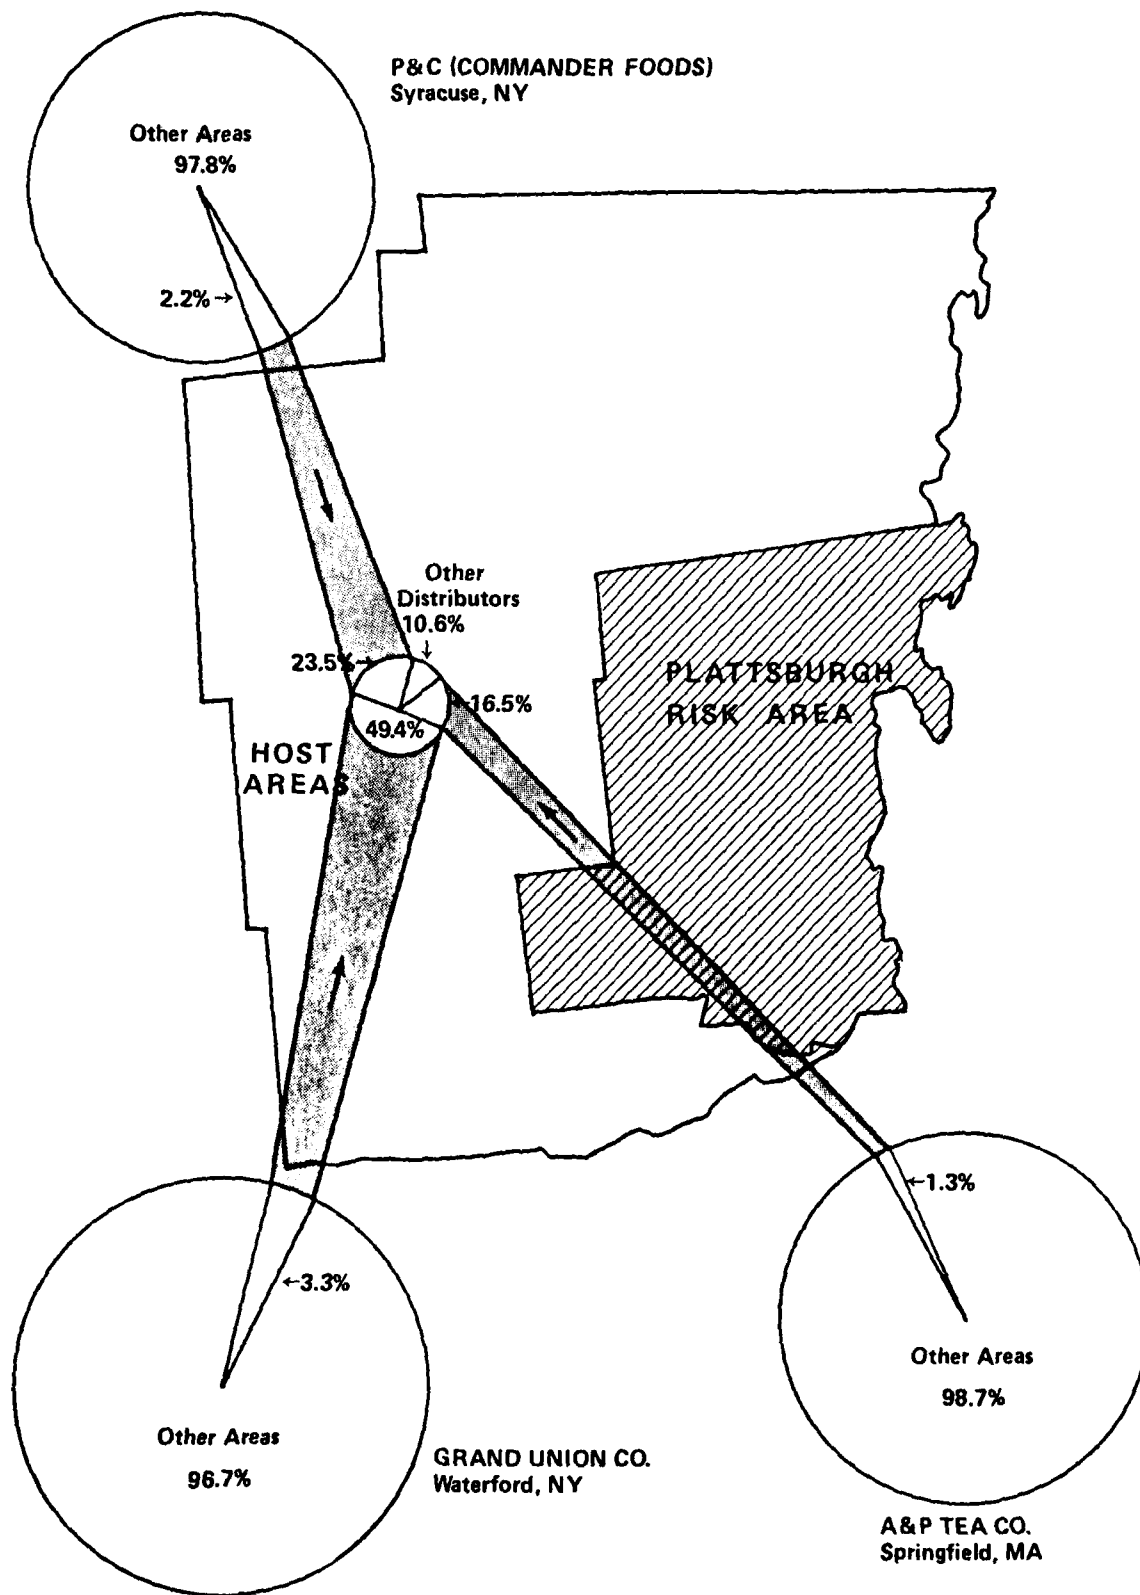 P&C (COMMANDER FOODS)
Syracuse, NY
Other Areas
97.8%
2.2% →
Other
Distributors
10.6%
↓
23.5% →
←16.5%
49.4%
HOST
AREAS
PLATTSBURGH
RISK AREA
←1.3%
←3.3%
Other Areas
98.7%
Other Areas
96.7%
GRAND UNION CO.
Waterford, NY
A&P TEA CO.
Springfield, MA